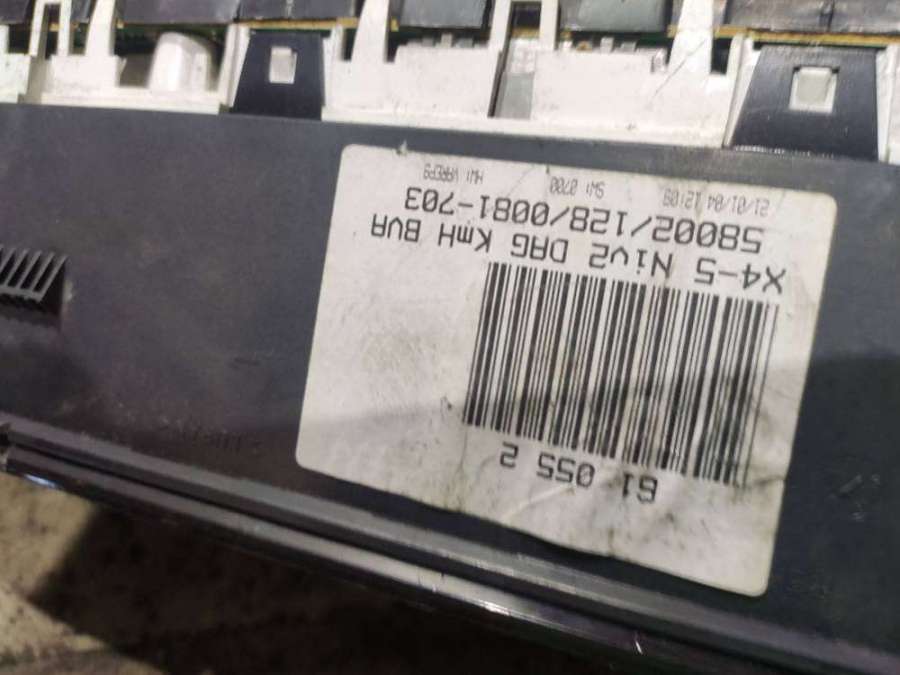 61 055 2
X4-5 Niv2 DAG KmH BVA
58002/128/0081-703
21/01/04 12:09 SW: 0700